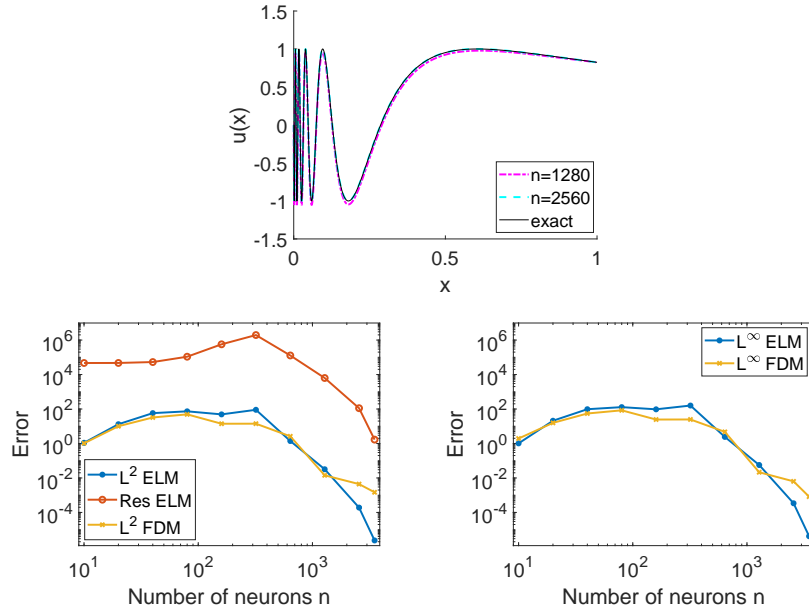 1.5
1
0.5
0
-0.5
-1
-1.5
u(x)
n=1280
n=2560
exact
0
0.5
1
x
10^6
10^4
10^2
10^0
10^-2
10^-4
Error
L^2 ELM
Res ELM
L^2 FDM
10^1
10^2
10^3
Number of neurons n
10^6
10^4
10^2
10^0
10^-2
10^-4
Error
L^∞ ELM
L^∞ FDM
10^1
10^2
10^3
Number of neurons n